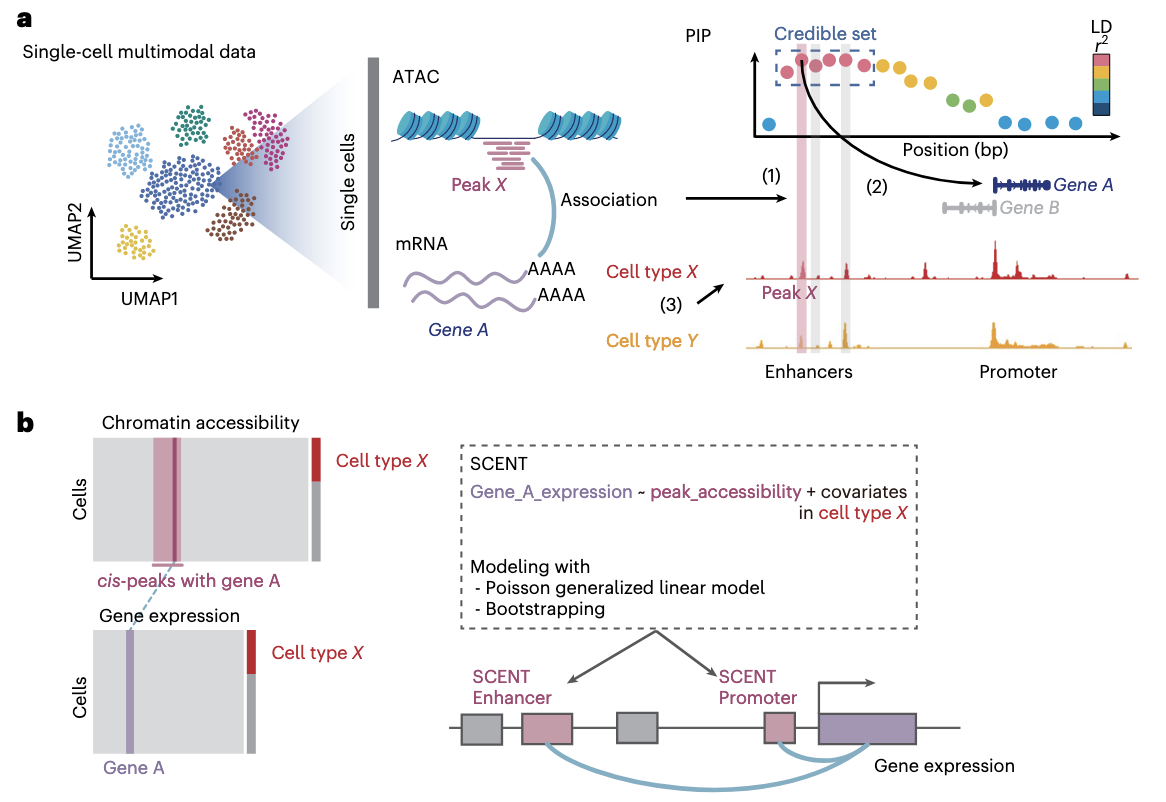 a
Single-cell multimodal data
UMAP2
UMAP1
Single cells
ATAC
Peak X
Association
mRNA
AAAA
AAAA
Gene A
PIP
Credible set
LD
r²
Position (bp)
(1)
(2)
Gene A
Gene B
Cell type X
(3)
Peak X
Cell type Y
Enhancers
Promoter
b
Chromatin accessibility
Cells
Cell type X
cis-peaks with gene A
Gene expression
Cells
Cell type X
Gene A
SCENT
Gene_A_expression ~ peak_accessibility + covariates
in cell type X
Modeling with
- Poisson generalized linear model
- Bootstrapping
SCENT
Enhancer
SCENT
Promoter
Gene expression